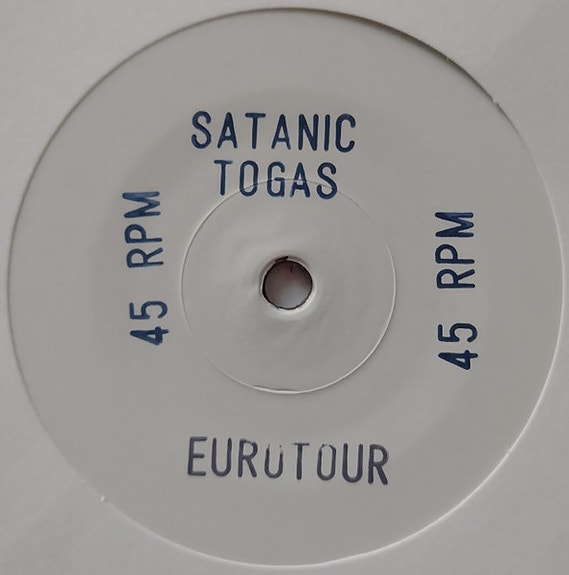 SATANIC
TOGAS
45 RPM
45 RPM
EUROTOUR